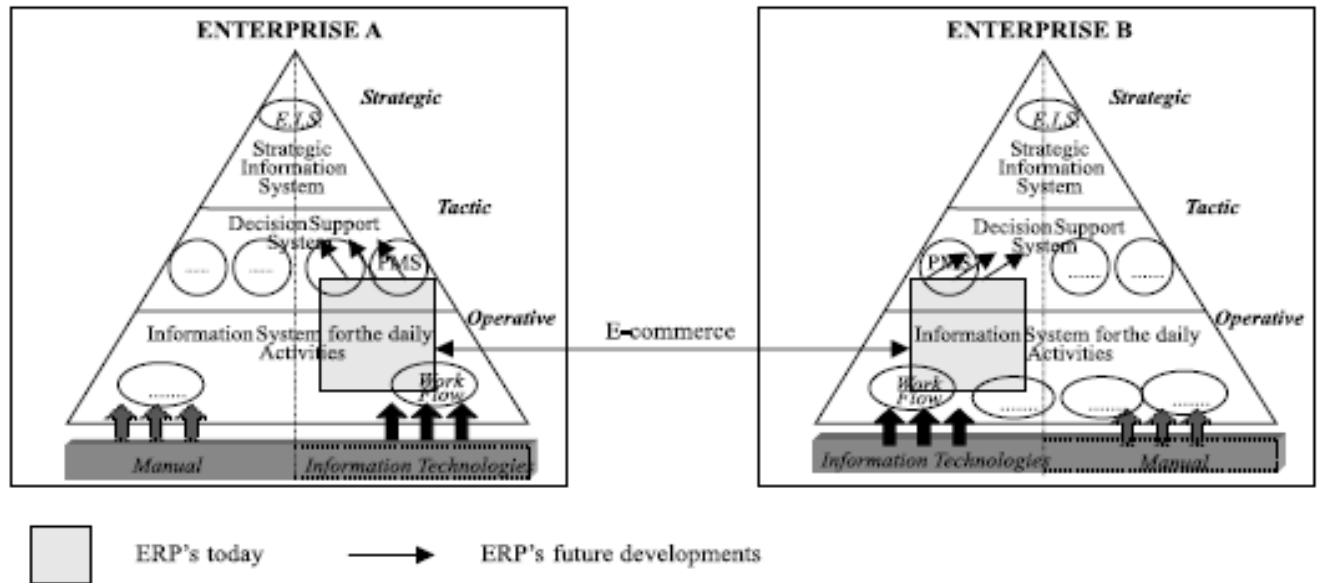 ENTERPRISE A
Strategic
E.I.S.
Strategic
Information
System
Tactic
Decision Support
System
.....
.....
PMS
Operative
Information System forthe daily
Activities
........
Work
Flow
Manual
Information Technologies
E-commerce
ENTERPRISE B
Strategic
E.I.S.
Strategic
Information
System
Tactic
Decision Support
System
PMS
.......
.......
Operative
Information System forthe daily
Activities
Work
Flow
........
........
........
Information Technologies
Manual
ERP's today
ERP's future developments